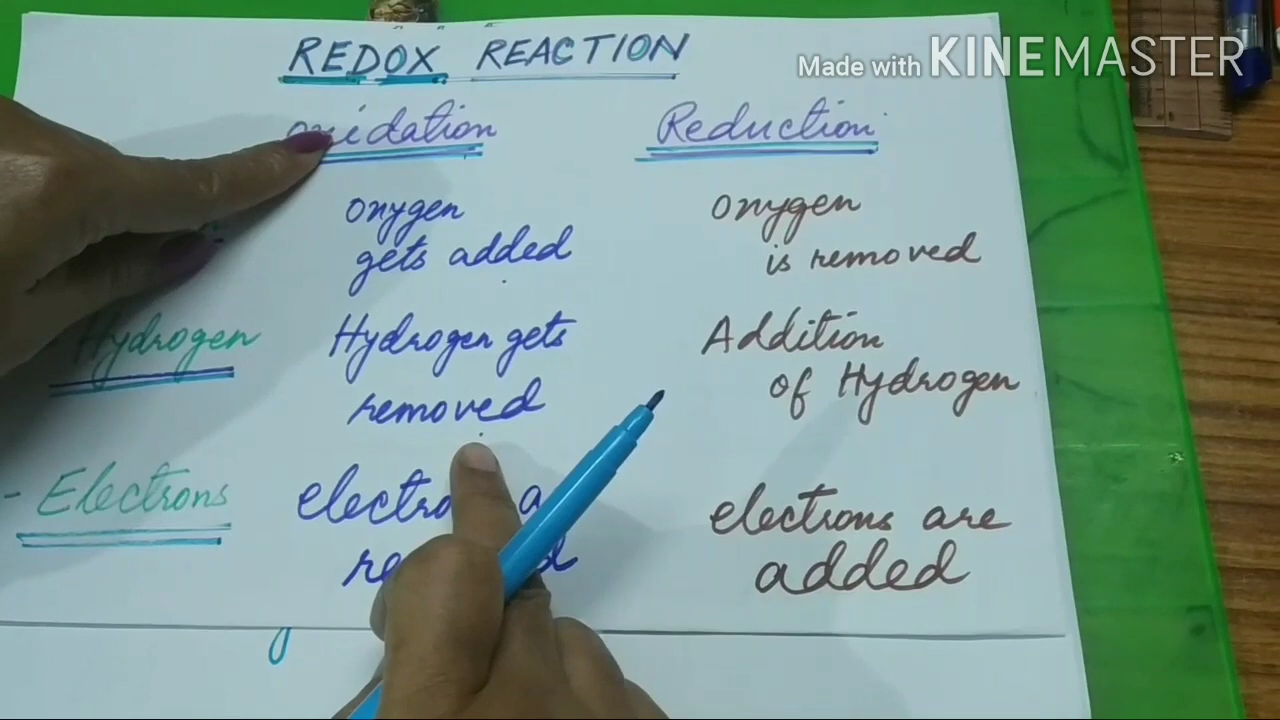 REDOX REACTION
Made with KINEMASTER
Oxidation
Reduction
oxygen
gets added
oxygen
is removed
Hydrogen
Hydrogen gets
removed
Addition
of Hydrogen
- Electrons
electrons are
added